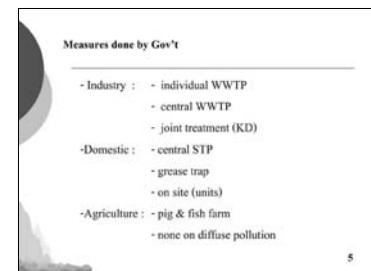 Measures done by Gov't
- Industry : - individual WWTP
- central WWTP
- joint treatment (KD)
-Domestic : - central STP
- grease trap
- on site (units)
-Agriculture : - pig & fish farm
- none on diffuse pollution
5